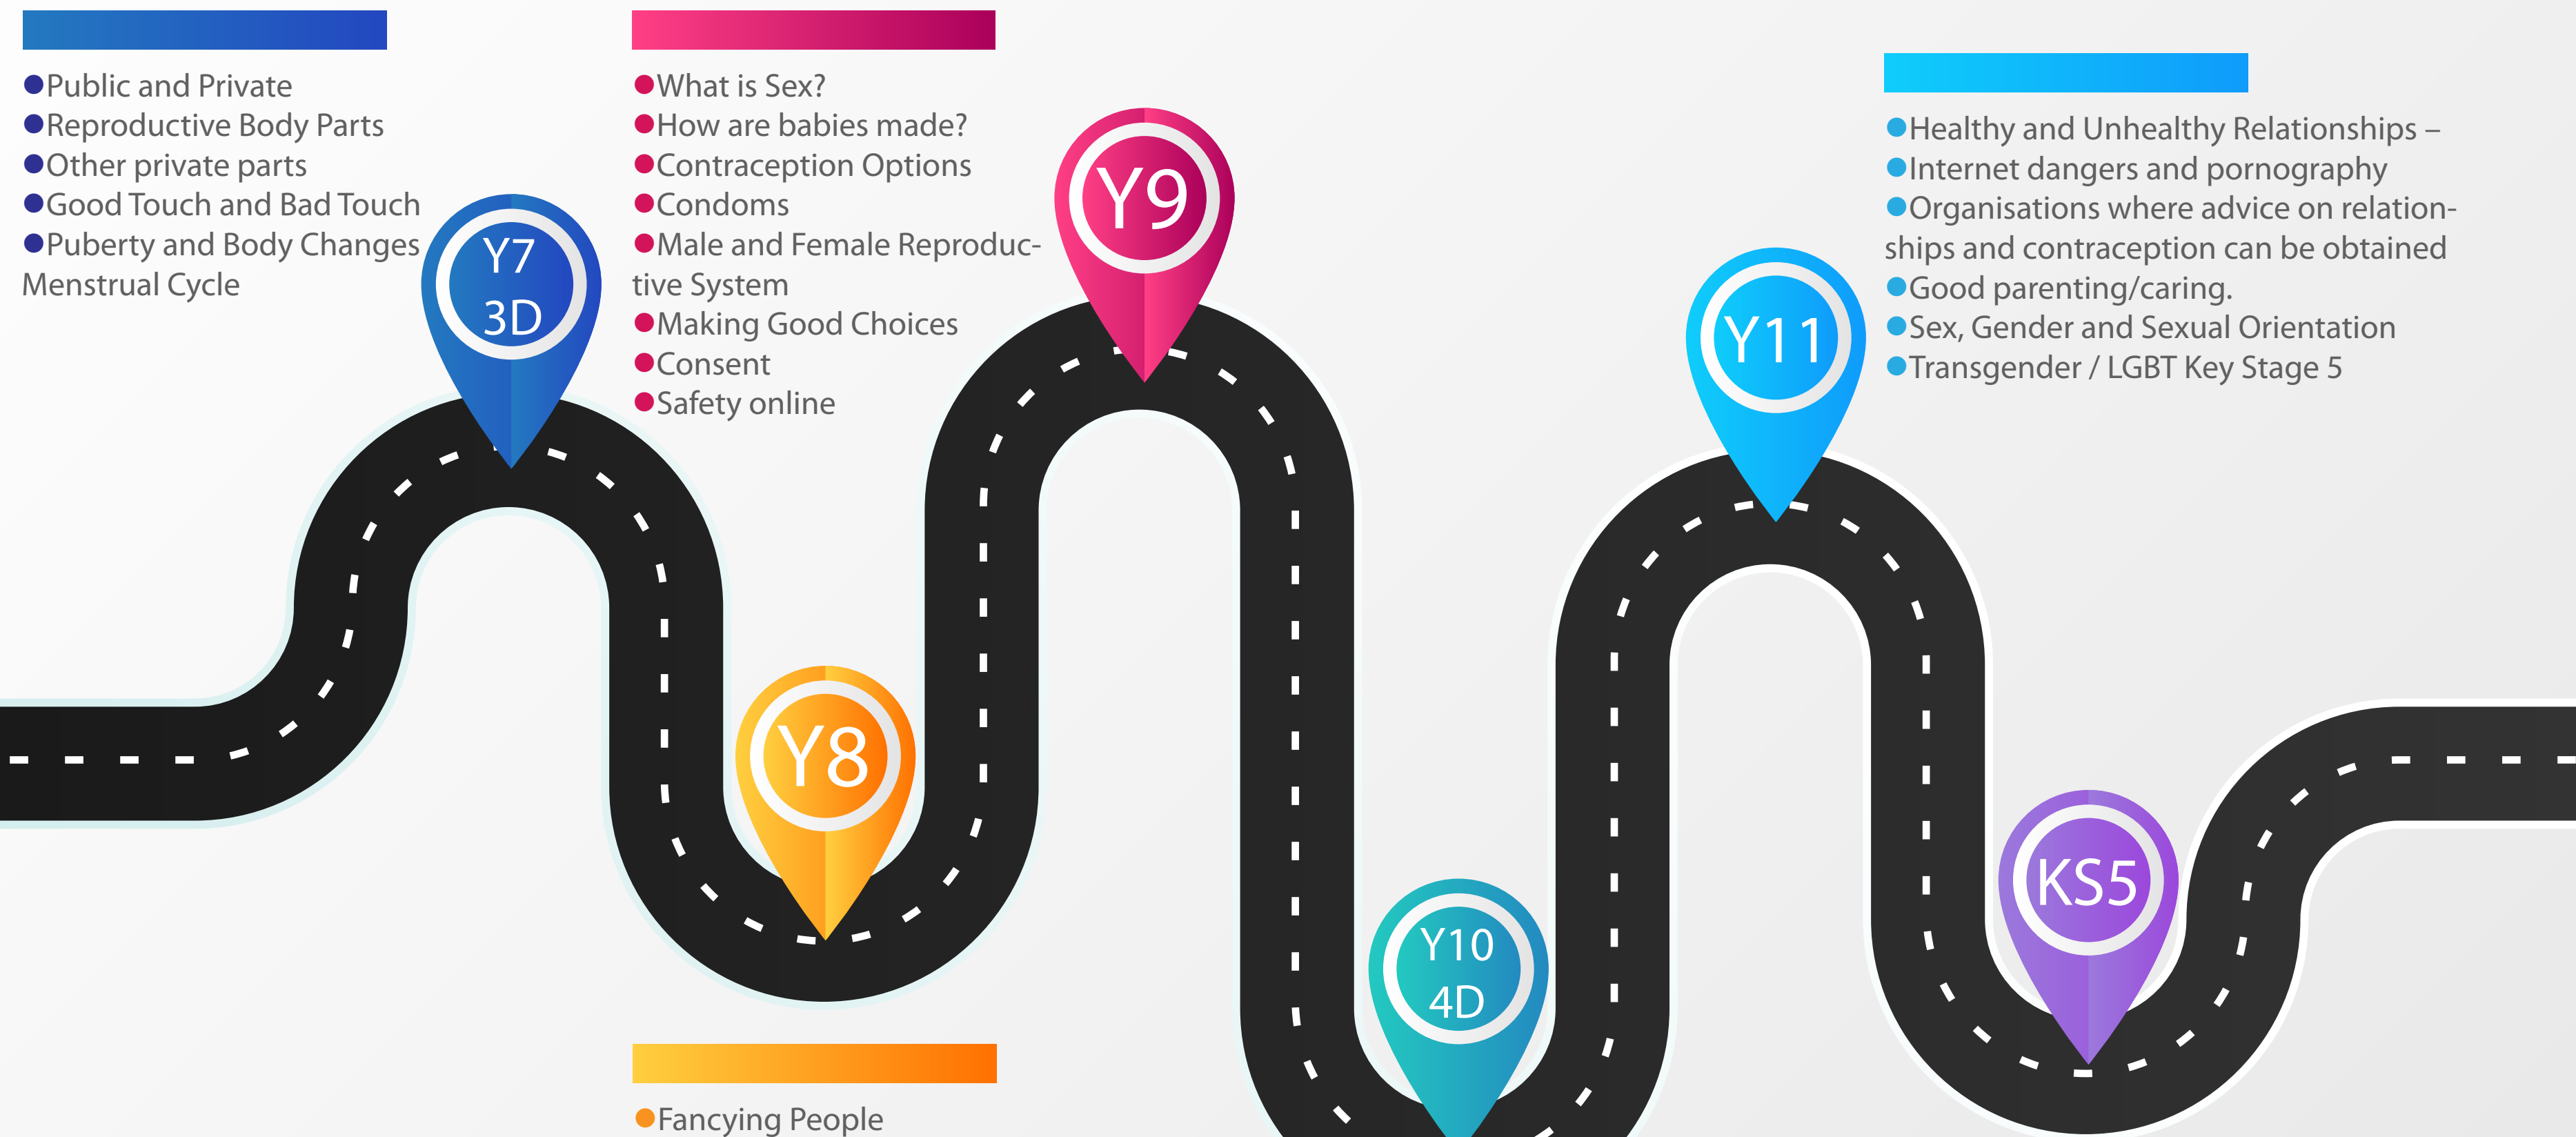 ●Public and Private
●Reproductive Body Parts
●Other private parts
●Good Touch and Bad Touch
●Puberty and Body Changes
Menstrual Cycle
Y7
3D
●What is Sex?
●How are babies made?
●Contraception Options
●Condoms
●Male and Female Reproduc-
tive System
●Making Good Choices
●Consent
●Safety online
Y9
●Healthy and Unhealthy Relationships –
●Internet dangers and pornography
●Organisations where advice on relation-
ships and contraception can be obtained
●Good parenting/caring.
●Sex, Gender and Sexual Orientation
●Transgender / LGBT Key Stage 5
Y11
Y8
●Fancying People
Y10
4D
KS5